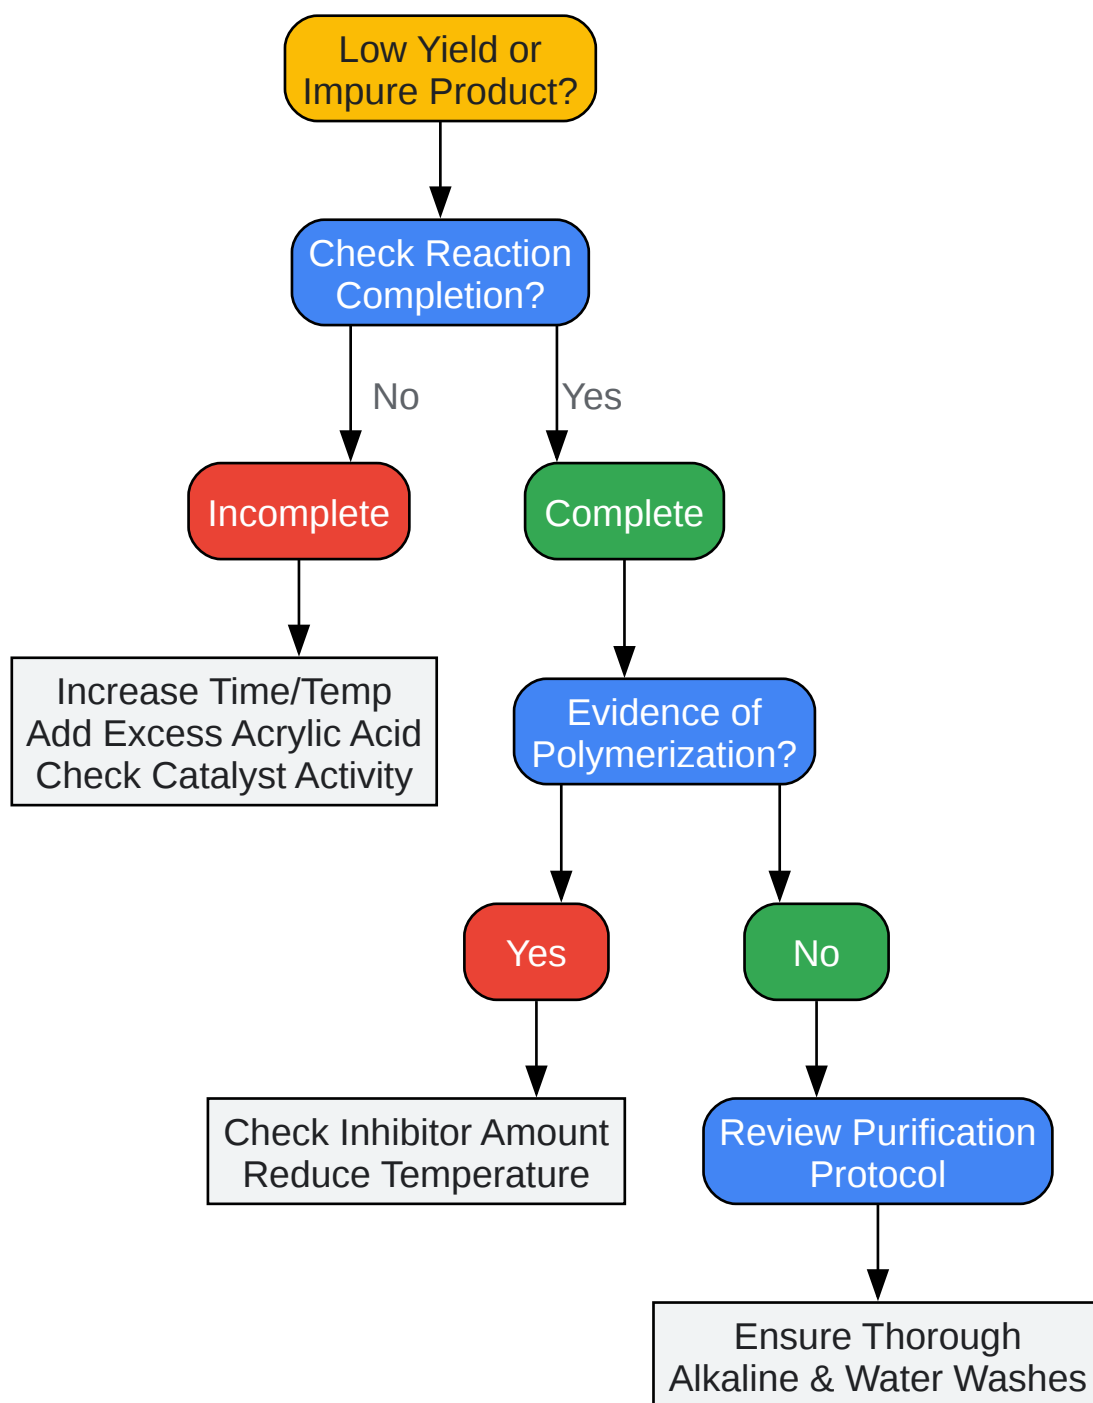 Low Yield or
Impure Product?
Check Reaction
Completion?
No
Yes
Incomplete
Complete
Increase Time/Temp
Add Excess Acrylic Acid
Check Catalyst Activity
Evidence of
Polymerization?
Yes
No
Check Inhibitor Amount
Reduce Temperature
Review Purification
Protocol
Ensure Thorough
Alkaline & Water Washes